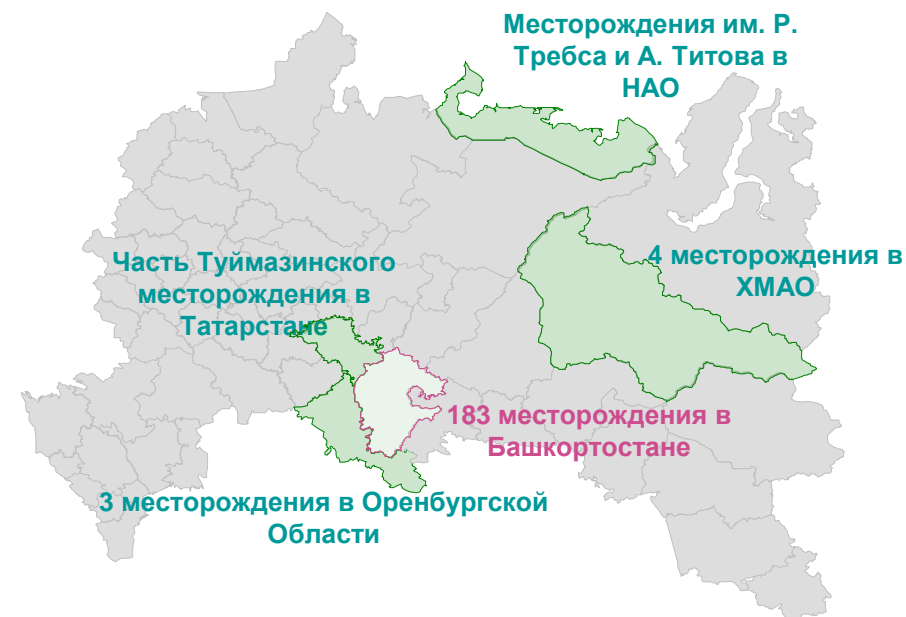 Месторождения им. Р.
Требса и А. Титова в
НАО
4 месторождения в
ХМАО
Часть Туймазинского
месторождения в
Татарстане
183 месторождения в
Башкортостане
3 месторождения в Оренбургской
Области